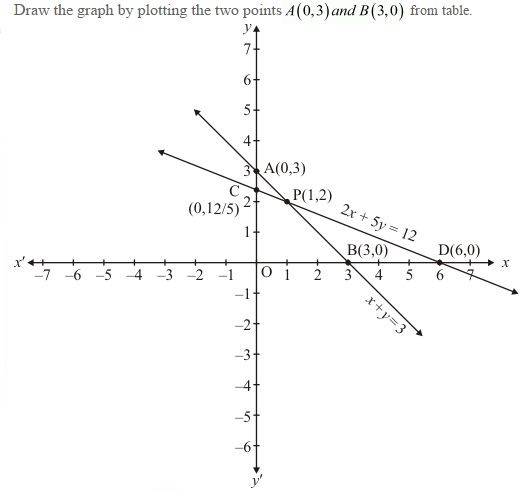 Draw the graph by plotting the two points A(0,3) and B(3,0) from table.
y
7
6
5
4
3 A(0,3)
C
2 P(1,2)
(0,12/5)
2x + 5y = 12
1
B(3,0) D(6,0)
x' x
-7 -6 -5 -4 -3 -2 -1 O 1 2 3 4 5 6 7
-1
x+y=3
-2
-3
-4
-5
-6
y'